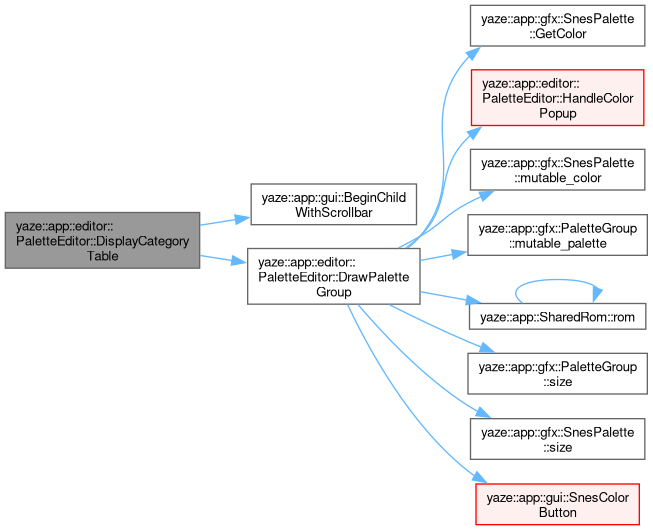 yaze::app::editor::
PaletteEditor::DisplayCategory
Table
yaze::app::gui::BeginChild
WithScrollbar
yaze::app::editor::
PaletteEditor::DrawPalette
Group
yaze::app::gfx::SnesPalette
::GetColor
yaze::app::editor::
PaletteEditor::HandleColor
Popup
yaze::app::gfx::SnesPalette
::mutable_color
yaze::app::gfx::PaletteGroup
::mutable_palette
yaze::app::SharedRom::rom
yaze::app::gfx::PaletteGroup
::size
yaze::app::gfx::SnesPalette
::size
yaze::app::gui::SnesColor
Button